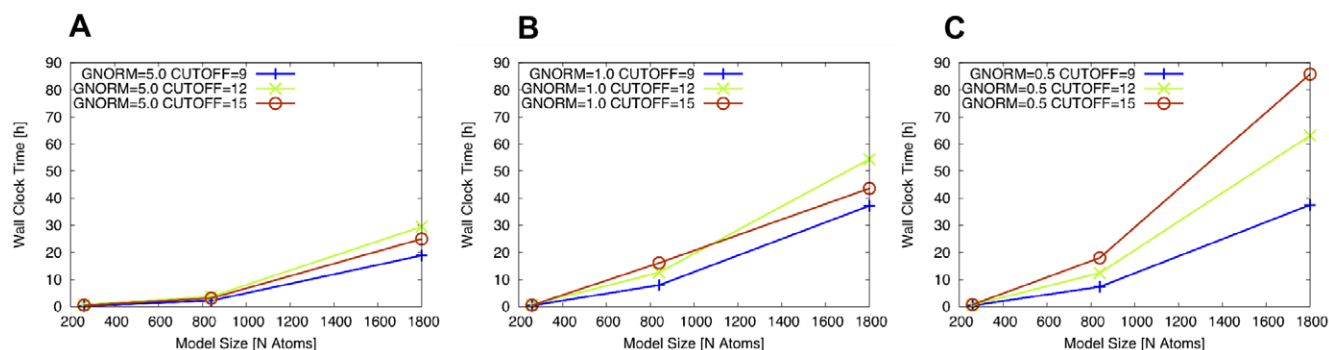 A
GNORM=5.0 CUTOFF=9
GNORM=5.0 CUTOFF=12
GNORM=5.0 CUTOFF=15
Wall Clock Time [h]
90
80
70
60
50
40
30
20
10
0
200 400 600 800 1000 1200 1400 1600 1800
Model Size [N Atoms]
B
GNORM=1.0 CUTOFF=9
GNORM=1.0 CUTOFF=12
GNORM=1.0 CUTOFF=15
Wall Clock Time [h]
90
80
70
60
50
40
30
20
10
0
200 400 600 800 1000 1200 1400 1600 1800
Model Size [N Atoms]
C
GNORM=0.5 CUTOFF=9
GNORM=0.5 CUTOFF=12
GNORM=0.5 CUTOFF=15
Wall Clock Time [h]
90
80
70
60
50
40
30
20
10
0
200 400 600 800 1000 1200 1400 1600 1800
Model Size [N Atoms]